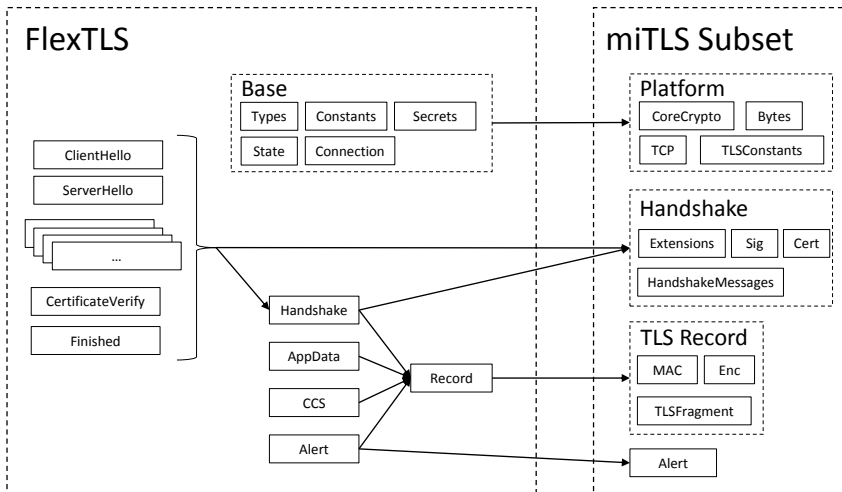 FlexTLS
miTLS Subset
Base
Types
Constants
Secrets
State
Connection
ClientHello
ServerHello
...
CertificateVerify
Finished
Handshake
AppData
CCS
Alert
Record
Platform
CoreCrypto
Bytes
TCP
TLSConstants
Handshake
Extensions
Sig
Cert
HandshakeMessages
TLS Record
MAC
Enc
TLSFragment
Alert